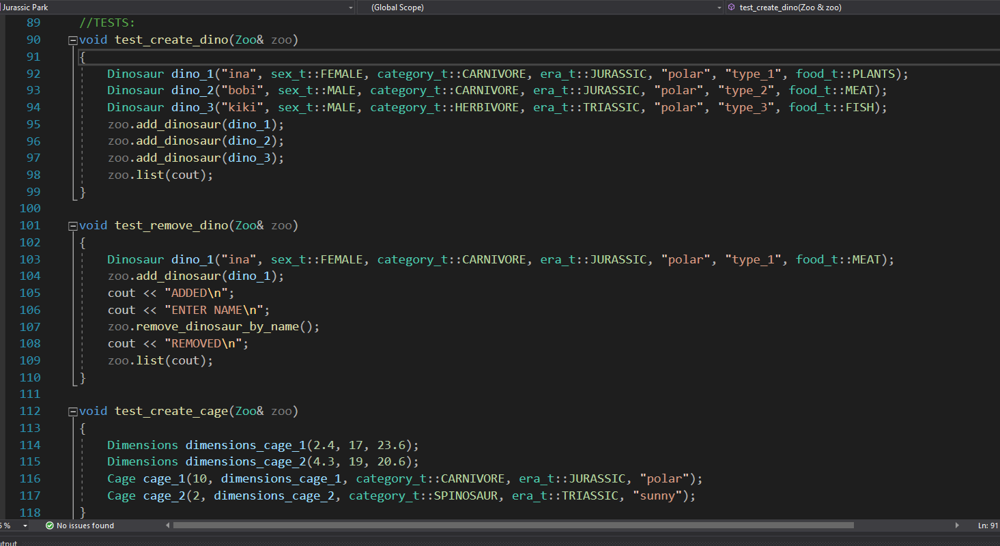 Jurassic Park (Global Scope) test_create_dino(Zoo & zoo)
89 //TESTS:
90 void test_create_dino(Zoo& zoo)
91 {
92 Dinosaur dino_1("ina", sex_t::FEMALE, category_t::CARNIVORE, era_t::JURASSIC, "polar", "type_1", food_t::PLANTS);
93 Dinosaur dino_2("bobi", sex_t::MALE, category_t::CARNIVORE, era_t::JURASSIC, "polar", "type_2", food_t::MEAT);
94 Dinosaur dino_3("kiki", sex_t::MALE, category_t::HERBIVORE, era_t::TRIASSIC, "polar", "type_3", food_t::FISH);
95 zoo.add_dinosaur(dino_1);
96 zoo.add_dinosaur(dino_2);
97 zoo.add_dinosaur(dino_3);
98 zoo.list(cout);
99 }
100
101 void test_remove_dino(Zoo& zoo)
102 {
103 Dinosaur dino_1("ina", sex_t::FEMALE, category_t::CARNIVORE, era_t::JURASSIC, "polar", "type_1", food_t::MEAT);
104 zoo.add_dinosaur(dino_1);
105 cout << "ADDED\n";
106 cout << "ENTER NAME\n";
107 zoo.remove_dinosaur_by_name();
108 cout << "REMOVED\n";
109 zoo.list(cout);
110 }
111
112 void test_create_cage(Zoo& zoo)
113 {
114 Dimensions dimensions_cage_1(2.4, 17, 23.6);
115 Dimensions dimensions_cage_2(4.3, 19, 20.6);
116 Cage cage_1(10, dimensions_cage_1, category_t::CARNIVORE, era_t::JURASSIC, "polar");
117 Cage cage_2(2, dimensions_cage_2, category_t::SPINOSAUR, era_t::TRIASSIC, "sunny");
118 }
% No issues found Ln: 91